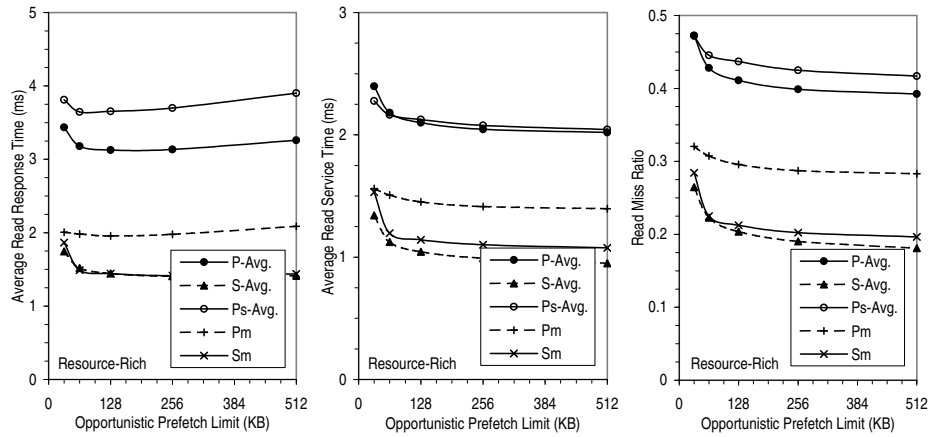 5
4
3
2
1
0
Average Read Response Time (ms)
P-Avg.
S-Avg.
Ps-Avg.
Pm
Sm
Resource-Rich
0 128 256 384 512
Opportunistic Prefetch Limit (KB)
3
2
1
0
Average Read Service Time (ms)
P-Avg.
S-Avg.
Ps-Avg.
Pm
Sm
Resource-Rich
0 128 256 384 512
Opportunistic Prefetch Limit (KB)
0.5
0.4
0.3
0.2
0.1
0
Read Miss Ratio
P-Avg.
S-Avg.
Ps-Avg.
Pm
Sm
Resource-Rich
0 128 256 384 512
Opportunistic Prefetch Limit (KB)